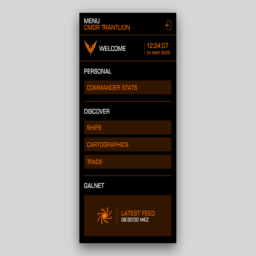 MENU
CMDR TRANTLION
WELCOME
12:24:07
14 MAR 3303
PERSONAL
COMMANDER STATS
DISCOVER
SHIPS
CARTOGRAPHICS
TRADE
GALNET
LATEST FEED
08:30:00 MEZ